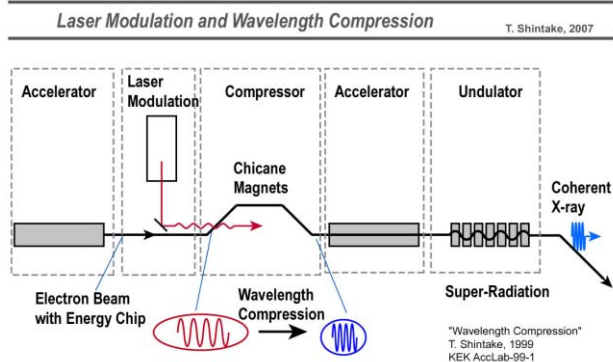 Laser Modulation and Wavelength Compression
T. Shintake, 2007
Accelerator
Laser
Modulation
Compressor
Accelerator
Undulator
Chicane
Magnets
Coherent
X-ray
Electron Beam
with Energy Chip
Wavelength
Compression
Super-Radiation
"Wavelength Compression"
T. Shintake, 1999
KEK AccLab-99-1